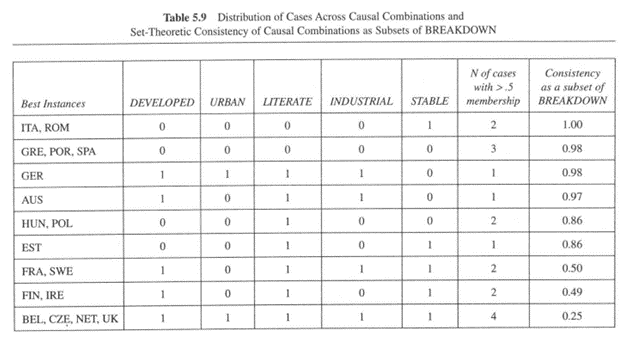 Table 5.9 Distribution of Cases Across Causal Combinations and
Set-Theoretic Consistency of Causal Combinations as Subsets of BREAKDOWN
Best Instances DEVELOPED URBAN LITERATE INDUSTRIAL STABLE N of cases with >.5 membership Consistency as a subset of BREAKDOWN
ITA, ROM 0 0 0 0 1 2 1.00
GRE, POR, SPA 0 0 0 0 0 3 0.98
GER 1 1 1 1 0 1 0.98
AUS 1 0 1 1 0 1 0.97
HUN, POL 0 0 1 0 0 2 0.86
EST 0 0 1 0 1 1 0.86
FRA, SWE 1 0 1 1 1 2 0.50
FIN, IRE 1 0 1 0 1 2 0.49
BEL, CZE, NET, UK 1 1 1 1 1 4 0.25